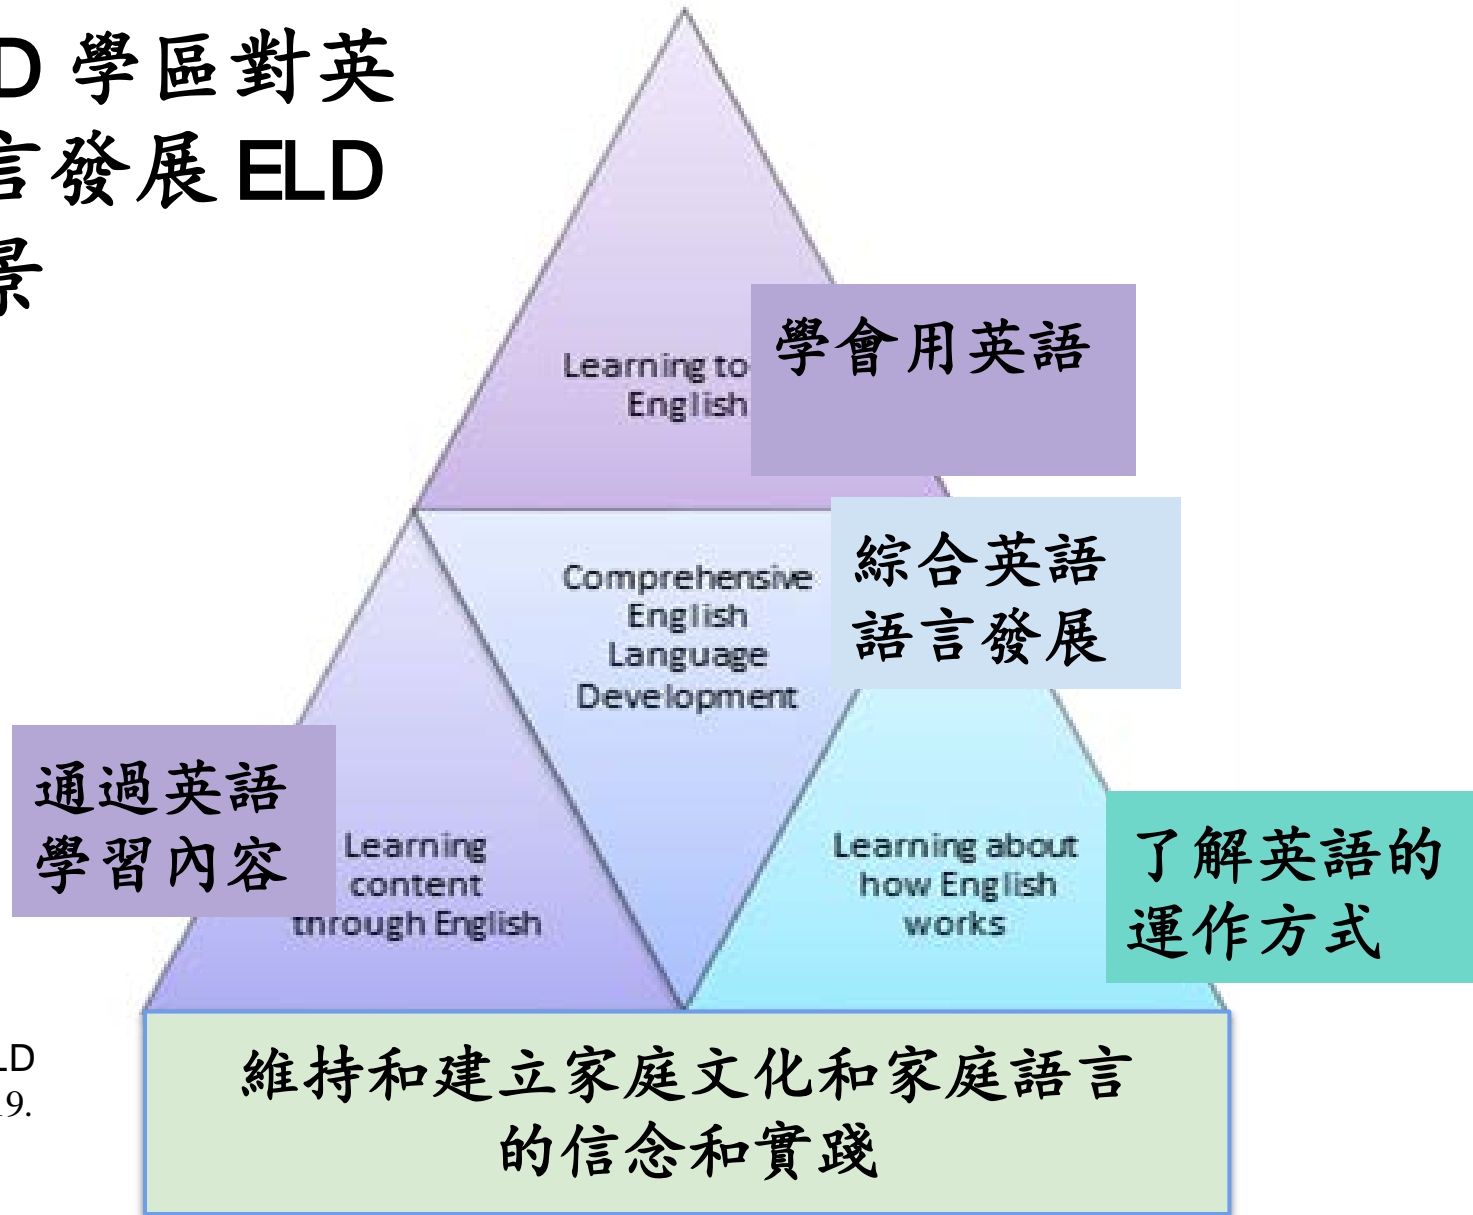 D 學區對英
言發展 ELD
景
Learning to
English
學會用英語
Comprehensive
English
Language
Development
綜合英語
語言發展
通過英語
學習內容
Learning
content
through English
Learning about
how English
works
了解英語的
運作方式
LD
19.
維持和建立家庭文化和家庭語言
的信念和實踐